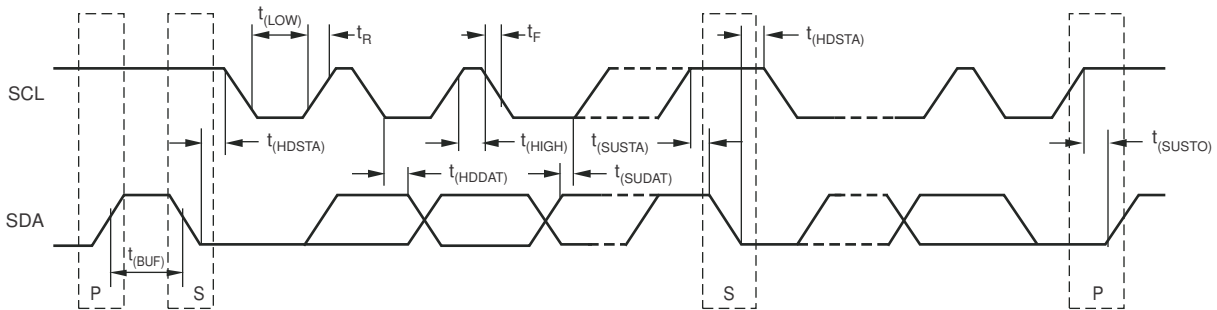 t(LOW)
tR
tF
t(HDSTA)
SCL
t(HDSTA)
t(HIGH)
t(SUSTA)
t(SUSTO)
t(HDDAT)
t(SUDAT)
SDA
t(BUF)
P
S
S
P